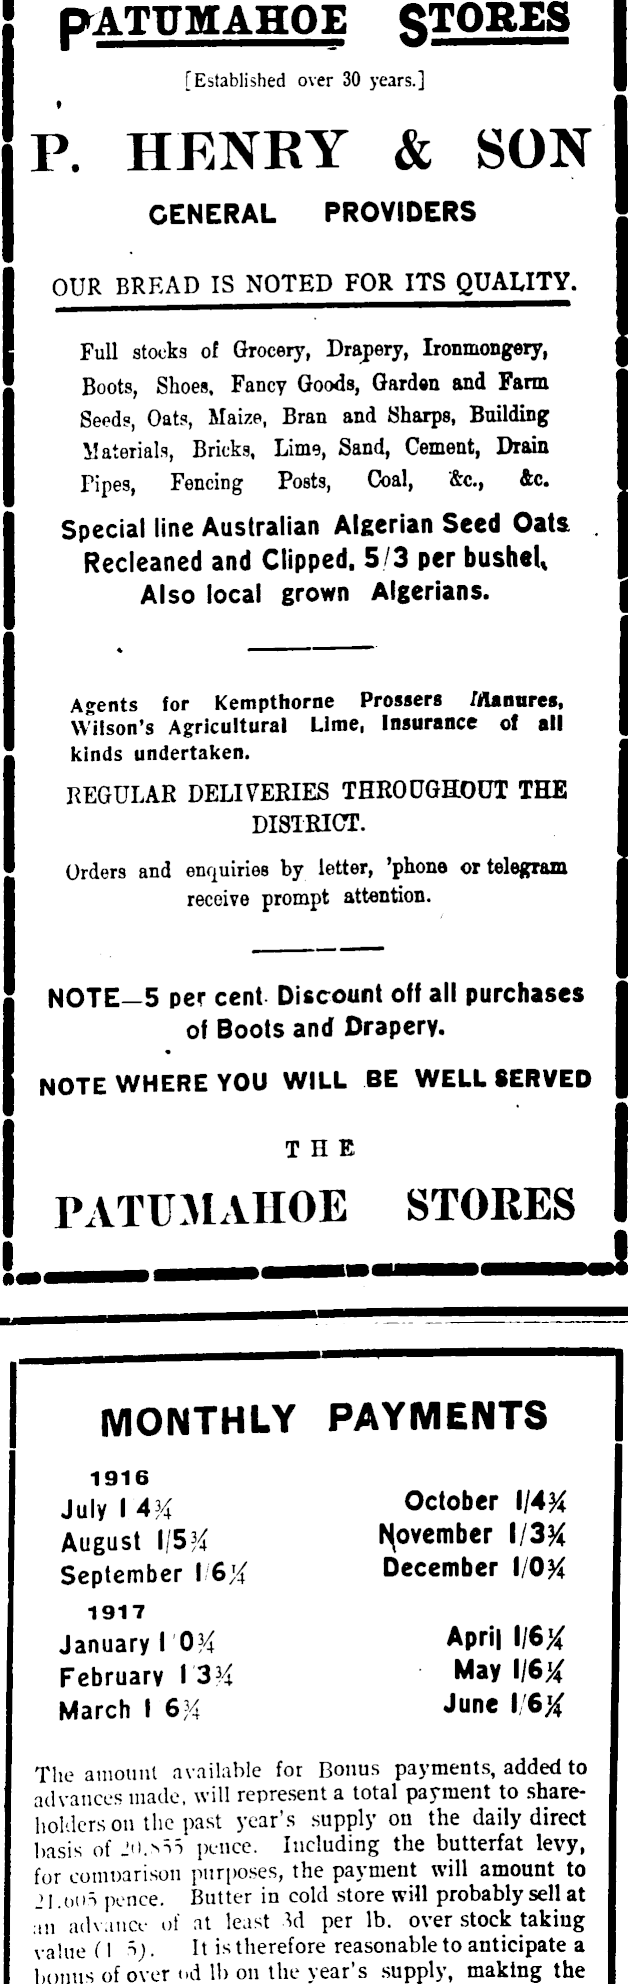 PATUMAHOE STORES
[Established over 30 years.]
P. HENRY & SON
GENERAL PROVIDERS
OUR BREAD IS NOTED FOR ITS QUALITY.
Full stocks of Grocery, Drapery, Ironmongery,
Boots, Shoes, Fancy Goods, Garden and Farm
Seeds, Oats, Maize, Bran and Sharps, Building
Materials, Bricks, Lime, Sand, Cement, Drain
Pipes, Fencing Posts, Coal, &c., &c.
Special line Australian Algerian Seed Oats
Recleaned and Clipped, 5/3 per bushel,
Also local grown Algerians.
Agents for Kempthorne Prossers Manures,
Wilson's Agricultural Lime, Insurance of all
kinds undertaken.
REGULAR DELIVERIES THROUGHOUT THE
DISTRICT.
Orders and enquiries by letter, 'phone or telegram
receive prompt attention.
NOTE—5 per cent. Discount off all purchases
of Boots and Drapery.
NOTE WHERE YOU WILL BE WELL SERVED
THE
PATUMAHOE STORES
MONTHLY PAYMENTS
1916
July 1 4¾ October 1/4¾
August 1/5¾ November 1/3¾
September 1/6¼ December 1/0¾
1917
January 1 0¾ April 1/6¼
February 1 3¾ May 1/6¼
March 1 6¾ June 1/6¼
The amount available for Bonus payments, added to
advances made, will represent a total payment to share-
holders on the past year's supply on the daily direct
basis of 20.855 pence. Including the butterfat levy,
for comparison purposes, the payment will amount to
21.605 pence. Butter in cold store will probably sell at
an advance of at least 3d per lb. over stock taking
value (1 5). It is therefore reasonable to anticipate a
bonus of over 6d lb on the year's supply, making the